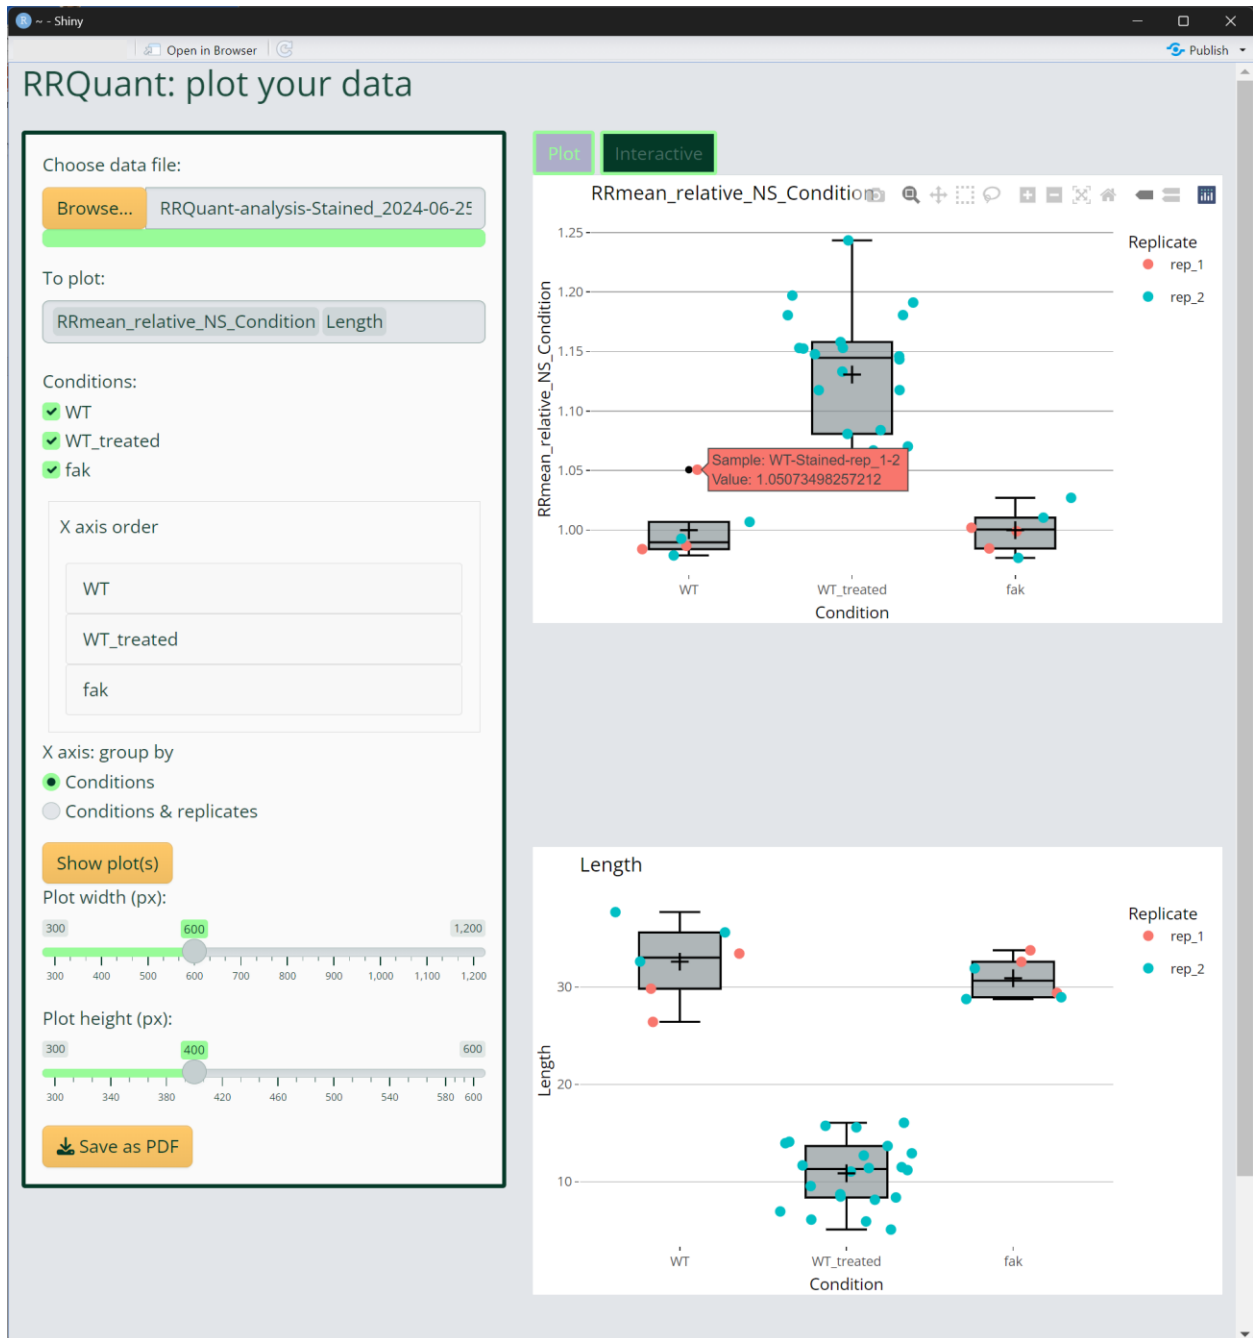 ~ - Shiny
Open in Browser
Publish
RRQuant: plot your data
Choose data file:
Browse... RRQuant-analysis-Stained_2024-06-25
To plot:
RRmean_relative_NS_Condition Length
Conditions:
WT
WT_treated
fak
X axis order
WT
WT_treated
fak
X axis: group by
Conditions
Conditions & replicates
Show plot(s)
Plot width (px):
300 600 1,200
300 400 500 600 700 800 900 1,000 1,100 1,200
Plot height (px):
300 400 600
300 340 380 420 460 500 540 580 600
Save as PDF
Plot Interactive
RRmean_relative_NS_Condition
1.25
1.20
1.15
1.10
1.05
1.00
RRmean_relative_NS_Condition
Sample: WT-Stained-rep_1-2
Value: 1.05073498257212
WT WT_treated fak
Condition
Replicate
rep_1
rep_2
Length
30
20
10
Length
WT WT_treated fak
Condition
Replicate
rep_1
rep_2